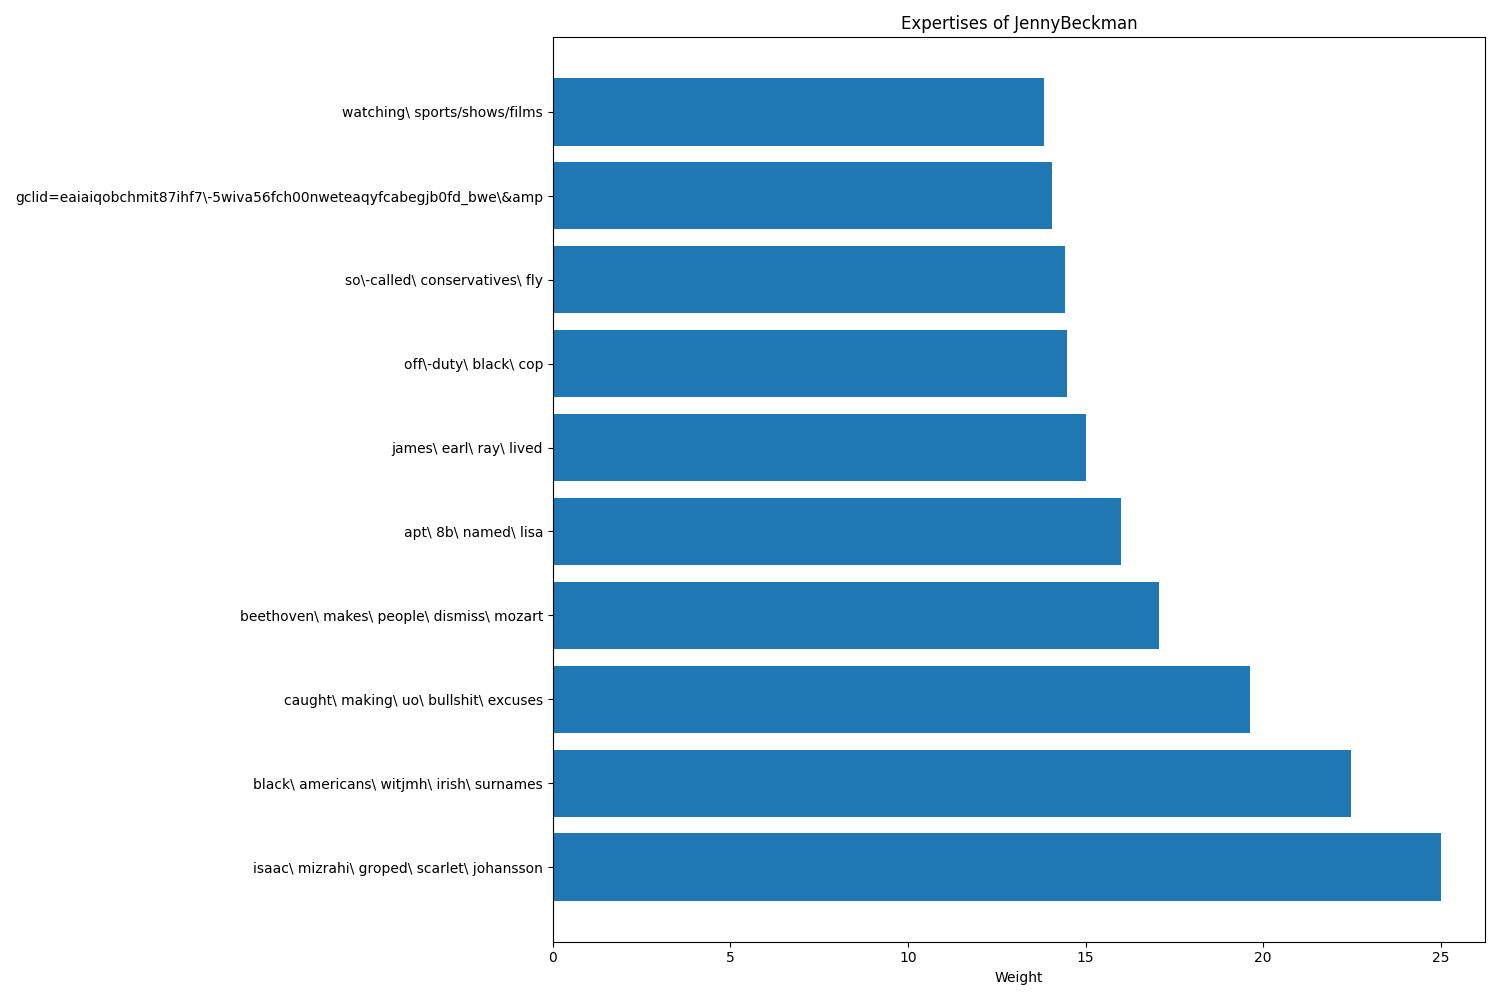 Expertises of JennyBeckman
watching\ sports/shows/films
gclid=eaiaiqobchmit87ihf7\-5wiva56fch00nweteaqyfcabegjb0fd_bwe\&amp
so\-called\ conservatives\ fly
off\-duty\ black\ cop
james\ earl\ ray\ lived
apt\ 8b\ named\ lisa
beethoven\ makes\ people\ dismiss\ mozart
caught\ making\ uo\ bullshit\ excuses
black\ americans\ witjmh\ irish\ surnames
isaac\ mizrahi\ groped\ scarlet\ johansson
0 5 10 15 20 25
Weight